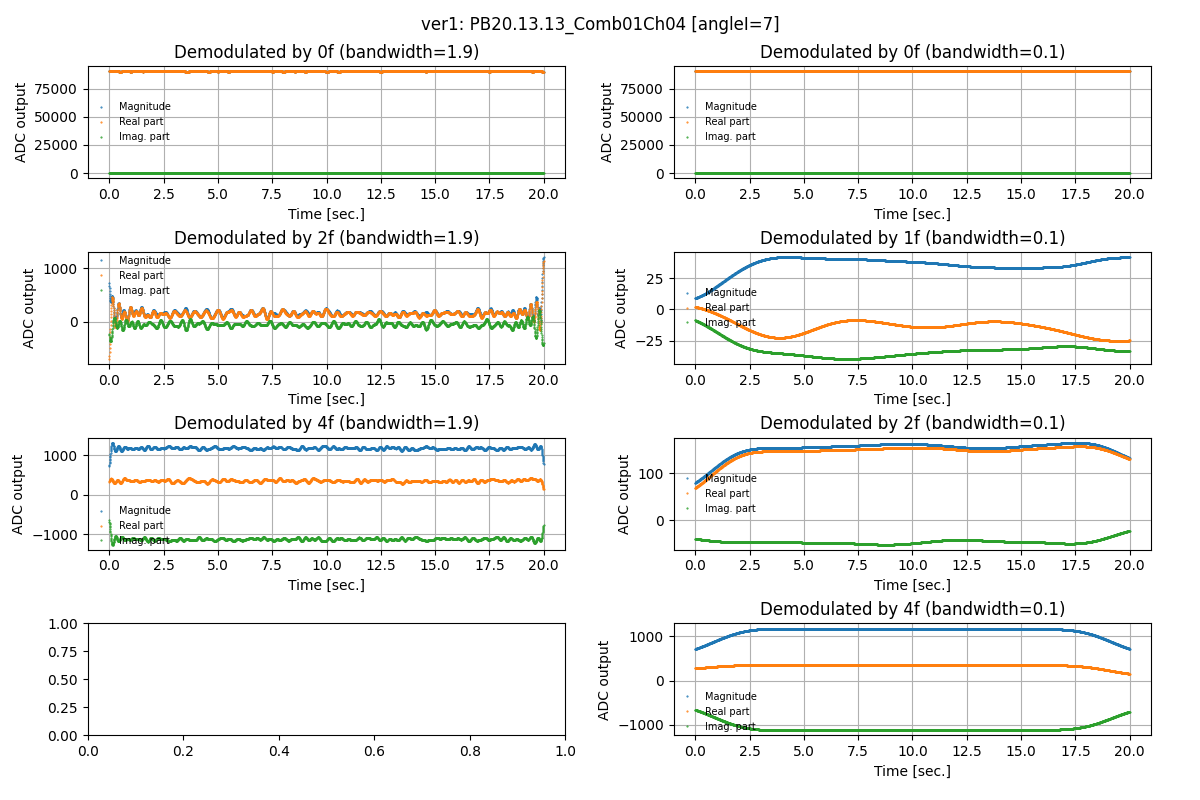 ver1: PB20.13.13_Comb01Ch04 [angleI=7]
Demodulated by 0f (bandwidth=1.9)
ADC output
75000
50000
25000
0
Magnitude
Real part
Imag. part
0.0 2.5 5.0 7.5 10.0 12.5 15.0 17.5 20.0
Time [sec.]
Demodulated by 0f (bandwidth=0.1)
ADC output
75000
50000
25000
0
Magnitude
Real part
Imag. part
0.0 2.5 5.0 7.5 10.0 12.5 15.0 17.5 20.0
Time [sec.]
Demodulated by 2f (bandwidth=1.9)
ADC output
1000
0
Magnitude
Real part
Imag. part
0.0 2.5 5.0 7.5 10.0 12.5 15.0 17.5 20.0
Time [sec.]
Demodulated by 1f (bandwidth=0.1)
ADC output
25
0
−25
Magnitude
Real part
Imag. part
0.0 2.5 5.0 7.5 10.0 12.5 15.0 17.5 20.0
Time [sec.]
Demodulated by 4f (bandwidth=1.9)
ADC output
1000
0
−1000
Magnitude
Real part
Imag. part
0.0 2.5 5.0 7.5 10.0 12.5 15.0 17.5 20.0
Time [sec.]
Demodulated by 2f (bandwidth=0.1)
ADC output
100
0
Magnitude
Real part
Imag. part
0.0 2.5 5.0 7.5 10.0 12.5 15.0 17.5 20.0
Time [sec.]
1.00
0.75
0.50
0.25
0.00
0.0 0.2 0.4 0.6 0.8 1.0
Demodulated by 4f (bandwidth=0.1)
ADC output
1000
0
−1000
Magnitude
Real part
Imag. part
0.0 2.5 5.0 7.5 10.0 12.5 15.0 17.5 20.0
Time [sec.]